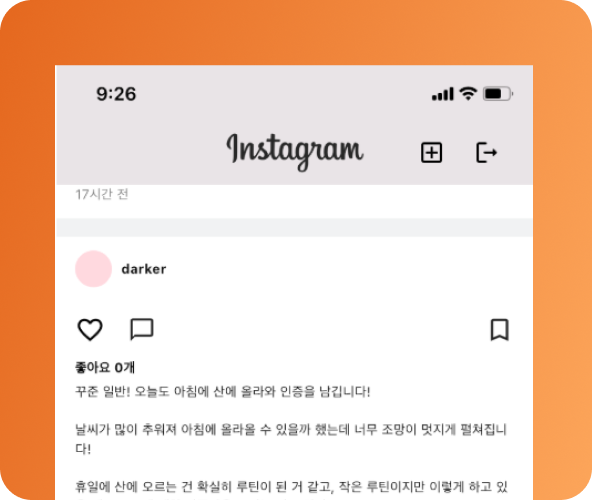 9:26
Instagram
17시간 전
darker
좋아요 0개
꾸준 일반! 오늘도 아침에 산에 올라와 인증을 남깁니다!
날씨가 많이 추워져 아침에 올라올 수 있을까 했는데 너무 조망이 멋지게 펼쳐집니
다!
휴일에 산에 오르는 건 확실히 루틴이 된 거 같고, 작은 루틴이지만 이렇게 하고 있